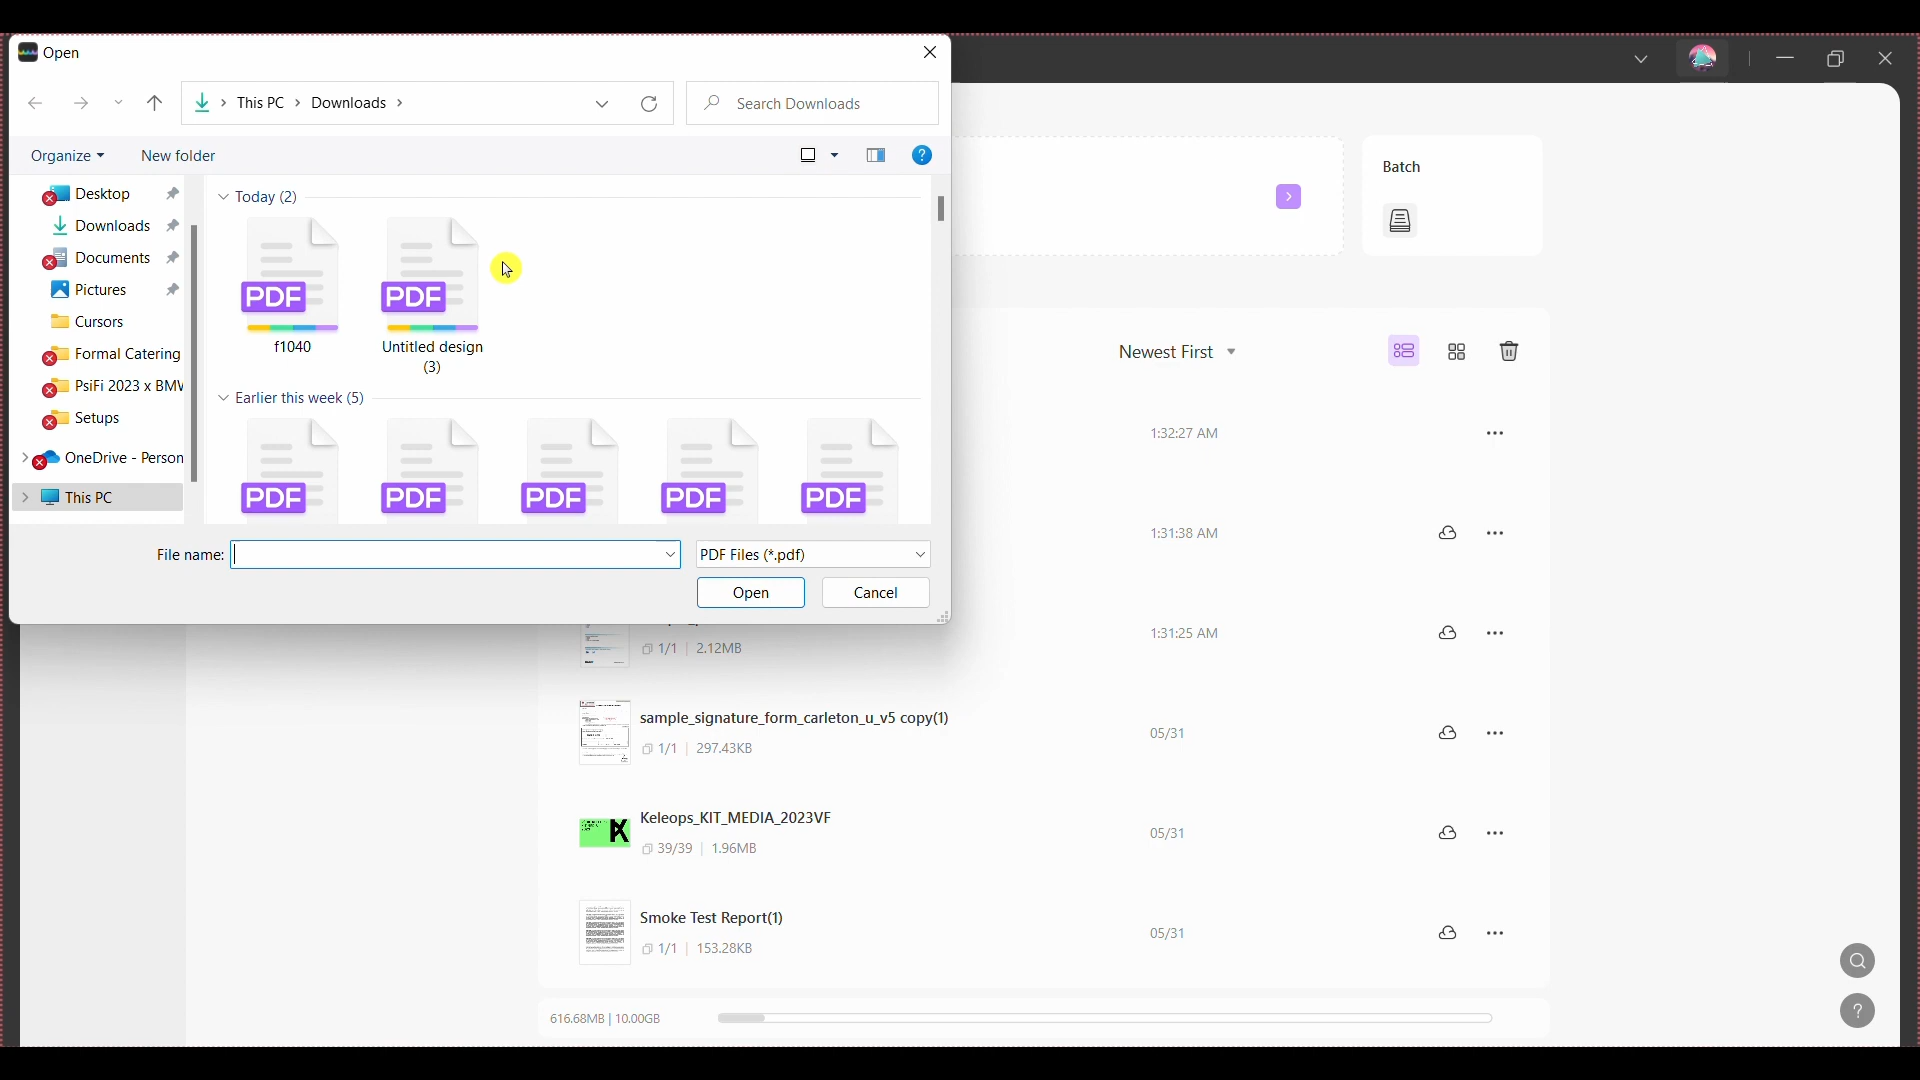 Open
This PC
Downloads
Search Downloads
Organize
New folder
?
Desktop
Downloads
Documents
Pictures
Cursors
Formal Catering
PsiFi 2023 x BMW
Setups
OneDrive - Person
This PC
Today (2)
PDF
PDF
f1040
Untitled design
(3)
Earlier this week (5)
PDF
PDF
PDF
PDF
PDF
File name:
PDF Files (*.pdf)
Open
Cancel
Batch
Newest First
1:32:27 AM
1:31:38 AM
1:31:25 AM
1/1 | 2.12MB
sample_signature_form_carleton_u_v5 copy(1)
1/1 | 297.43KB
05/31
Keleops_KIT_MEDIA_2023VF
39/39 | 1.96MB
05/31
Smoke Test Report(1)
1/1 | 153.28KB
05/31
616.68MB | 10.00GB
?